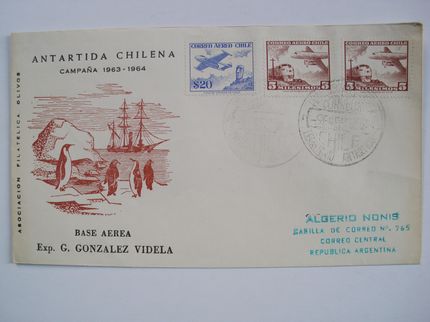 ANTARTIDA CHILENA
CAMPAÑA 1963-1964
ASOCIACION FILATELICA OLIVOS
BASE AEREA
Exp. G. GONZALEZ VIDELA
CORREO AEREO CHILE
$20
CORREO AEREO CHILE
5 MILESIMOS 5
CORREO AEREO CHILE
5 MILESIMOS 5
CHILE
ALGERIO NONIS
CASILLA DE CORREO Nº 765
CORREO CENTRAL
REPUBLICA ARGENTINA